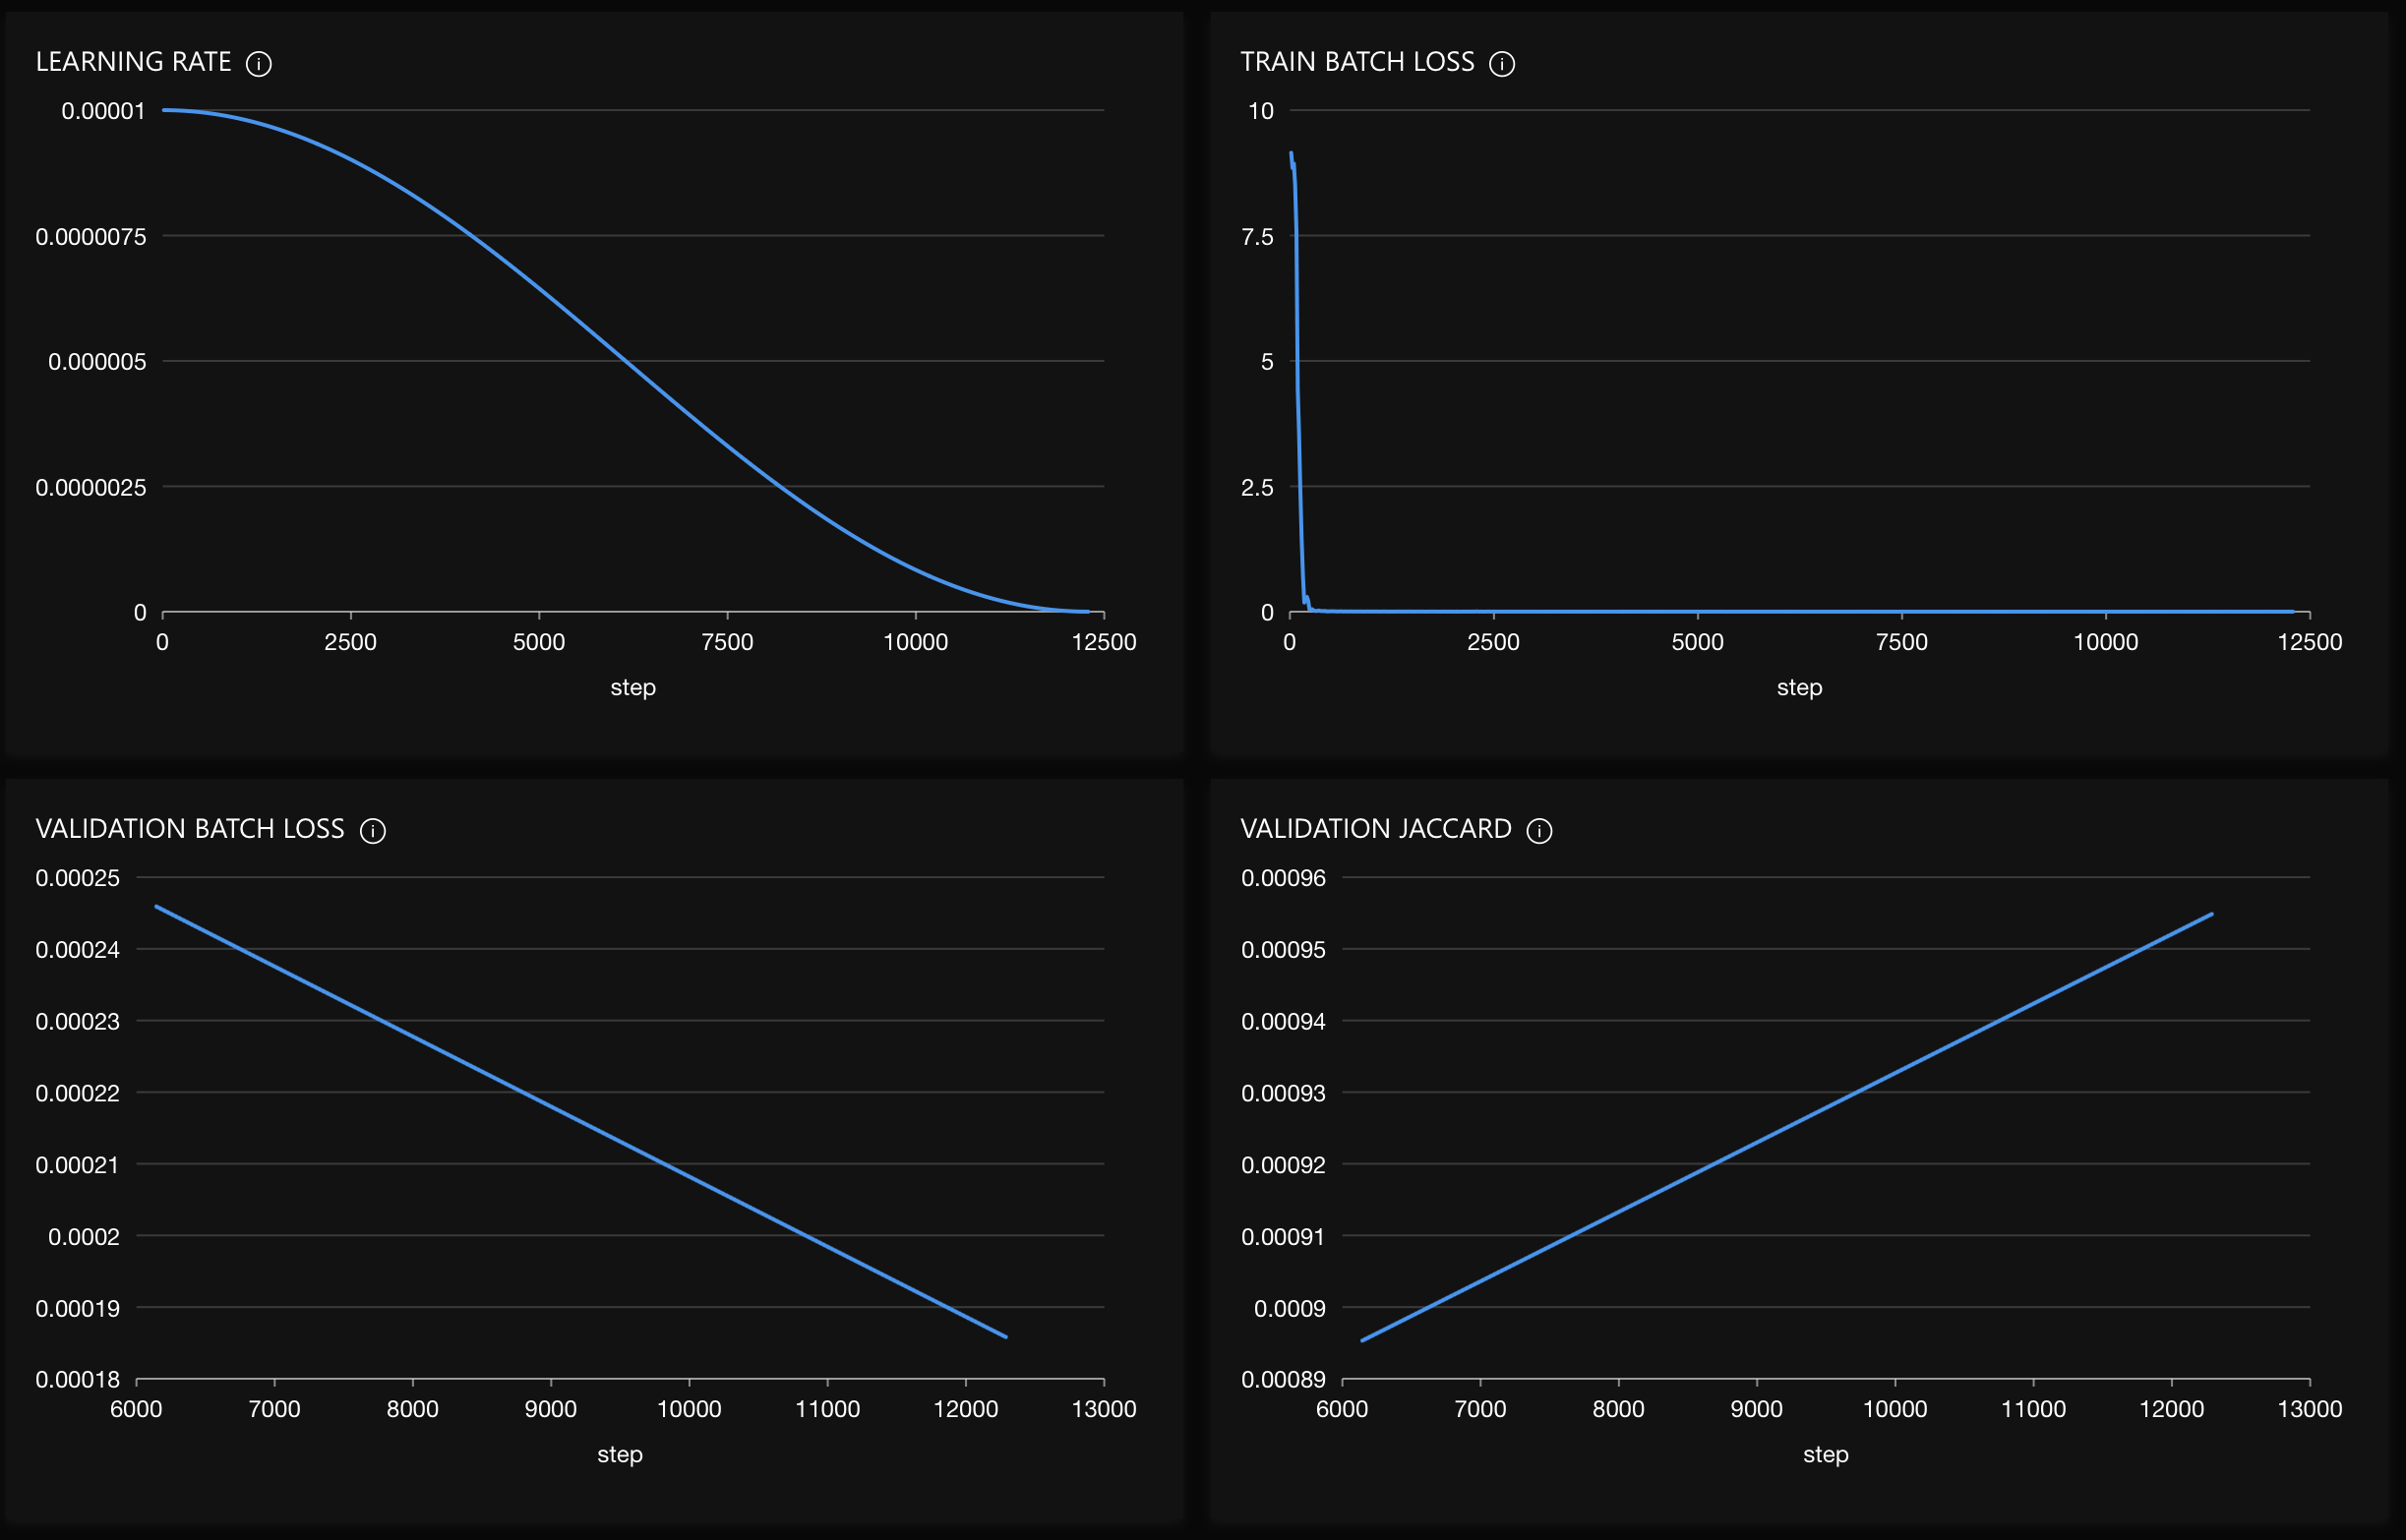 LEARNING RATE
0.00001
0.0000075
0.000005
0.0000025
0
0 2500 5000 7500 10000 12500
step
TRAIN BATCH LOSS
10
7.5
5
2.5
0
0 2500 5000 7500 10000 12500
step
VALIDATION BATCH LOSS
0.00025
0.00024
0.00023
0.00022
0.00021
0.0002
0.00019
0.00018
6000 7000 8000 9000 10000 11000 12000 13000
step
VALIDATION JACCARD
0.00096
0.00095
0.00094
0.00093
0.00092
0.00091
0.0009
0.00089
6000 7000 8000 9000 10000 11000 12000 13000
step